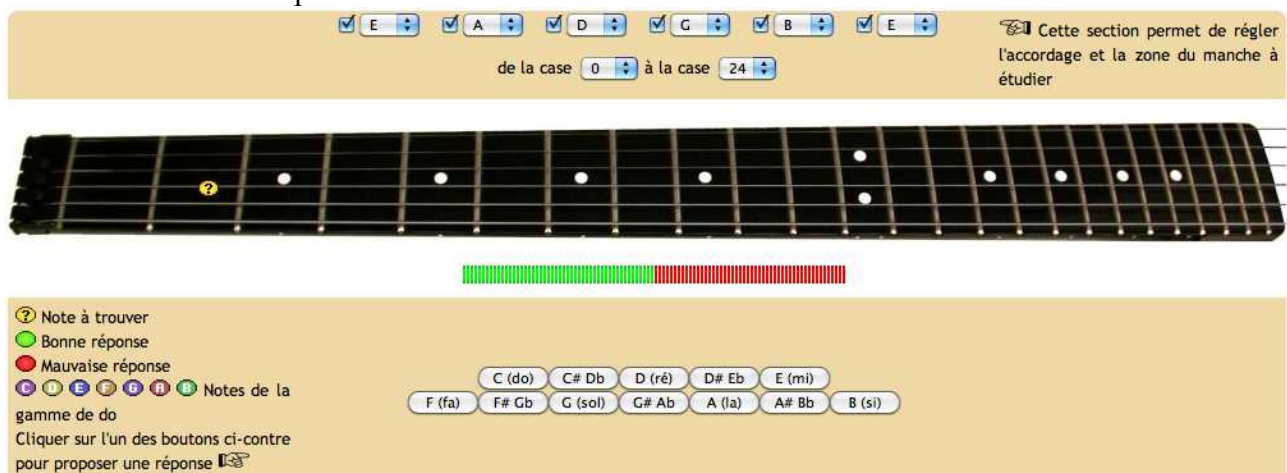 E A D G B E
Cette section permet de régler
l'accordage et la zone du manche à
étudier
de la case 0 à la case 24
?
? Note à trouver
Bonne réponse
Mauvaise réponse
C D E F G A B Notes de la
gamme de do
Cliquer sur l'un des boutons ci-contre
pour proposer une réponse
C (do) C# Db D (ré) D# Eb E (mi)
F (fa) F# Gb G (sol) G# Ab A (la) A# Bb B (si)